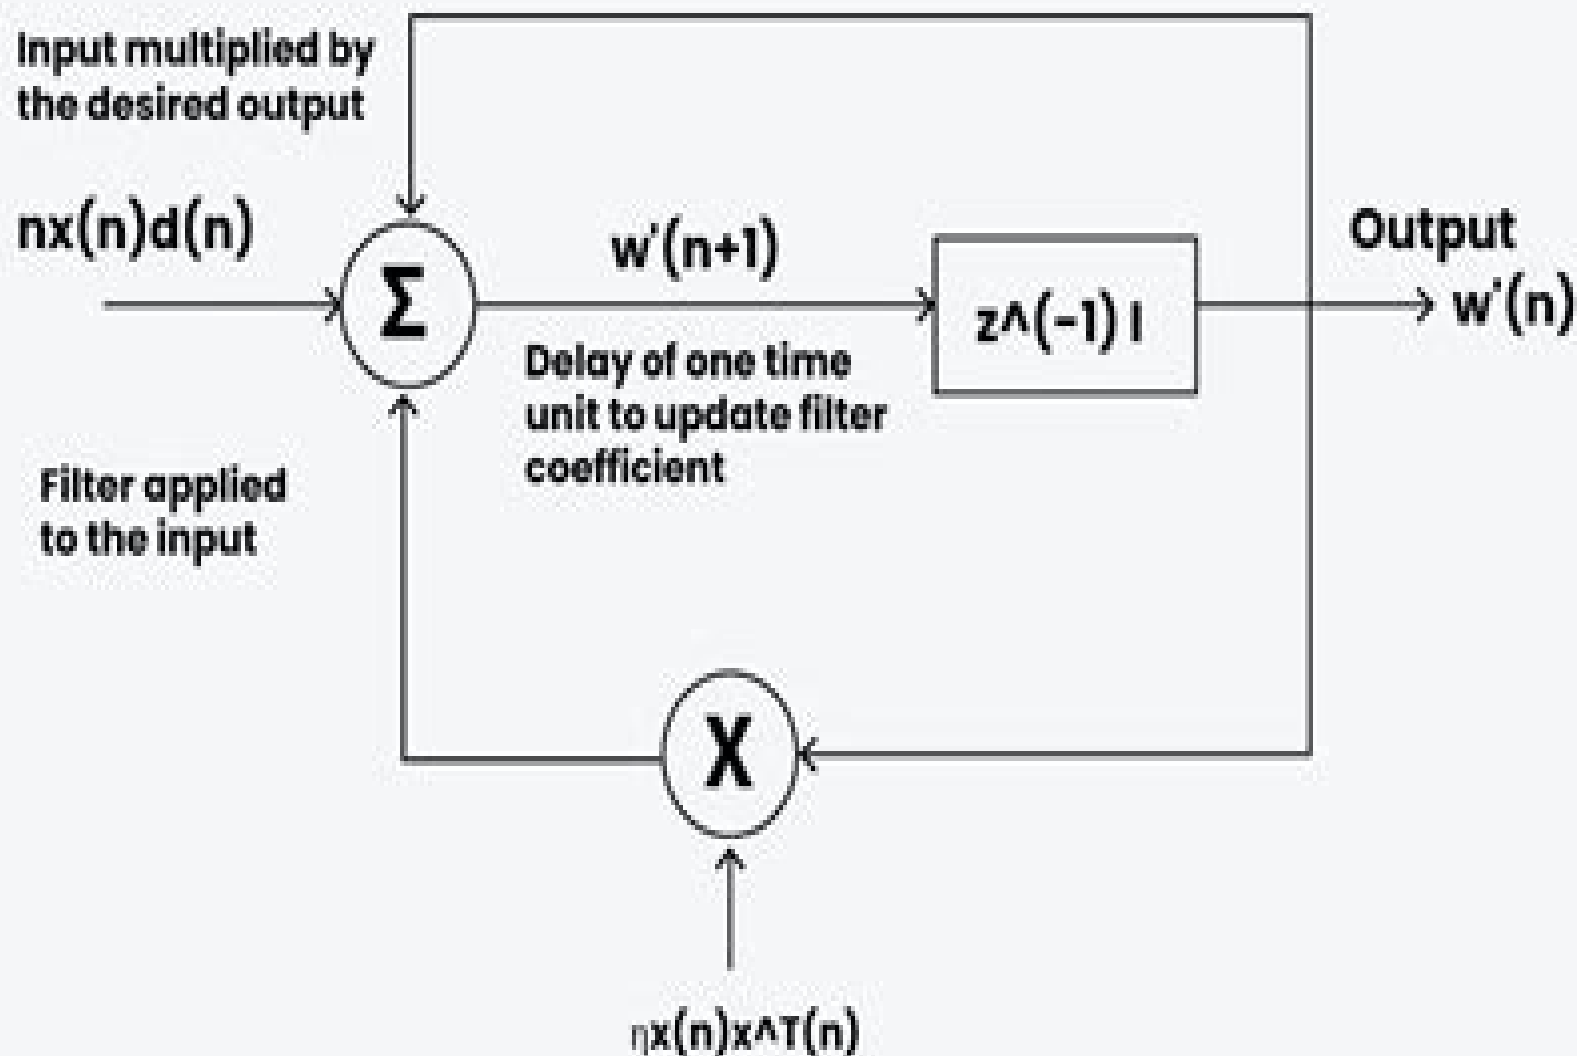 Input multiplied by
the desired output
nx(n)d(n)
Σ
w'(n+1)
z^(-1) I
Output
w'(n)
Delay of one time
unit to update filter
coefficient
Filter applied
to the input
X
ηx(n)x^T(n)